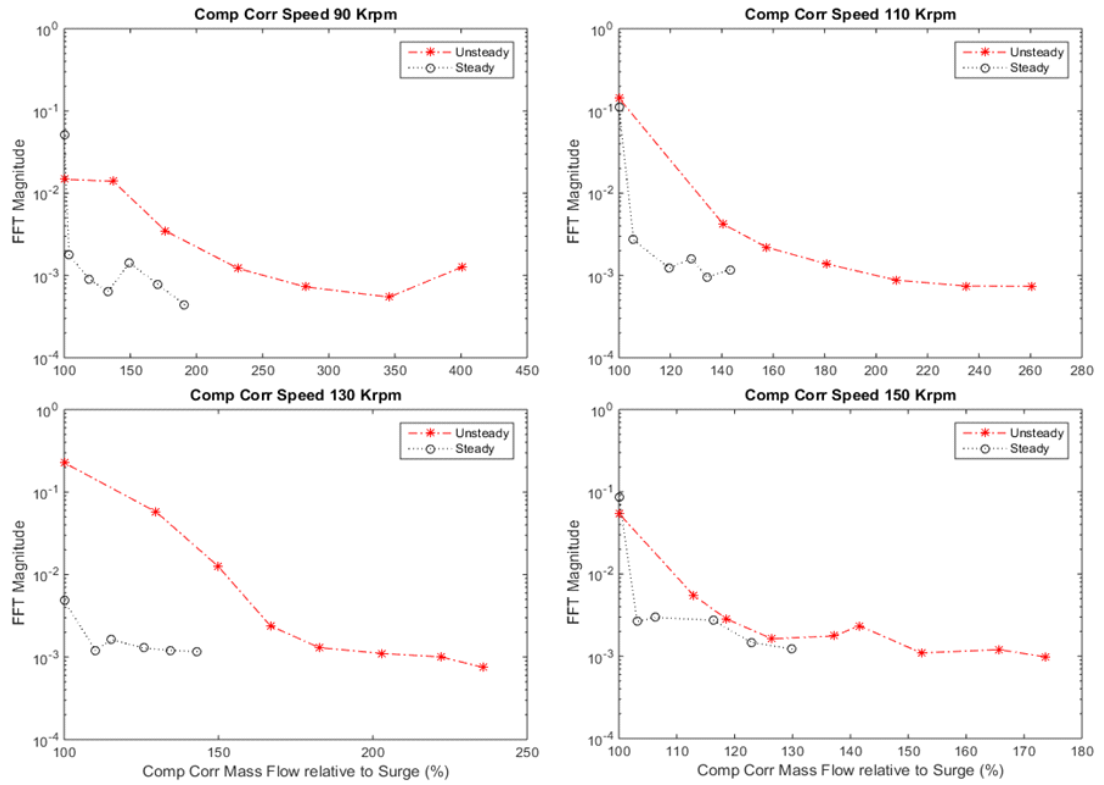 Comp Corr Speed 90 Krpm
FFT Magnitude
10^0
10^-1
10^-2
10^-3
10^-4
100 150 200 250 300 350 400 450
Unsteady
Steady
Comp Corr Speed 110 Krpm
FFT Magnitude
10^0
10^-1
10^-2
10^-3
10^-4
100 120 140 160 180 200 220 240 260 280
Unsteady
Steady
Comp Corr Speed 130 Krpm
FFT Magnitude
10^0
10^-1
10^-2
10^-3
10^-4
100 150 200 250
Comp Corr Mass Flow relative to Surge (%)
Unsteady
Steady
Comp Corr Speed 150 Krpm
FFT Magnitude
10^0
10^-1
10^-2
10^-3
10^-4
100 110 120 130 140 150 160 170 180
Comp Corr Mass Flow relative to Surge (%)
Unsteady
Steady